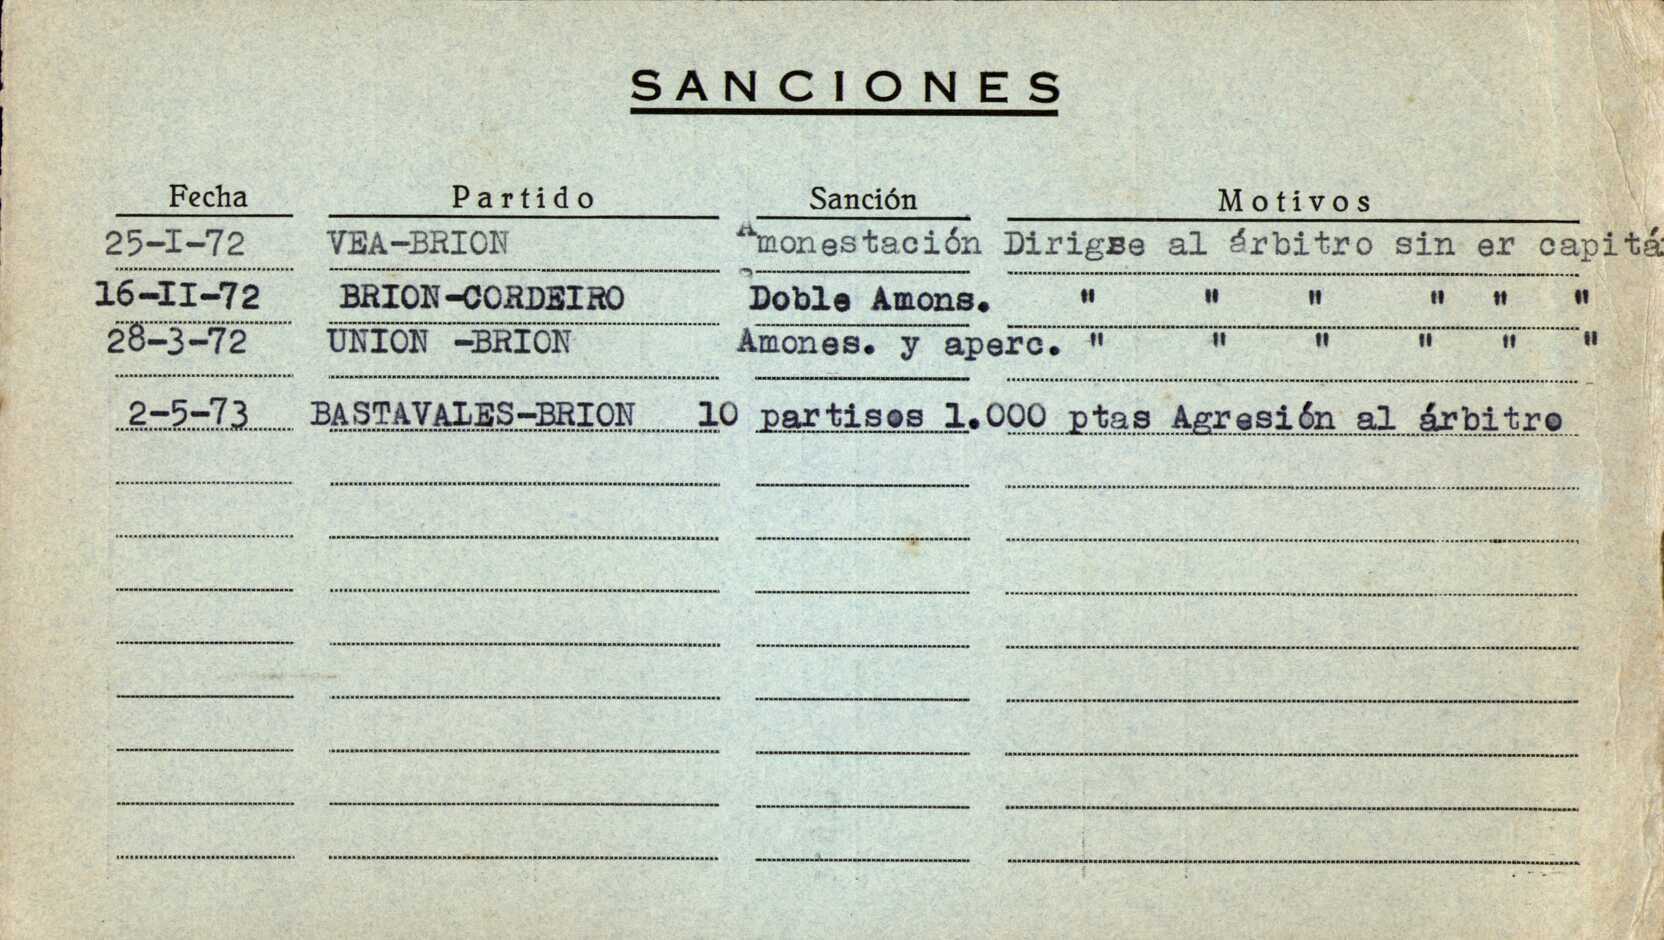 SANCIONES
Fecha Partido Sanción Motivos
25-I-72 VEA-BRION Amonestación Dirigse al árbitro sin er capitá
16-II-72 BRION-CORDEIRO Doble Amons. " " " " " "
28-3-72 UNION -BRION Amones. y aperc. " " " " " "
2-5-73 BASTAVALES-BRION 10 partisos 1.000 ptas Agresión al árbitro